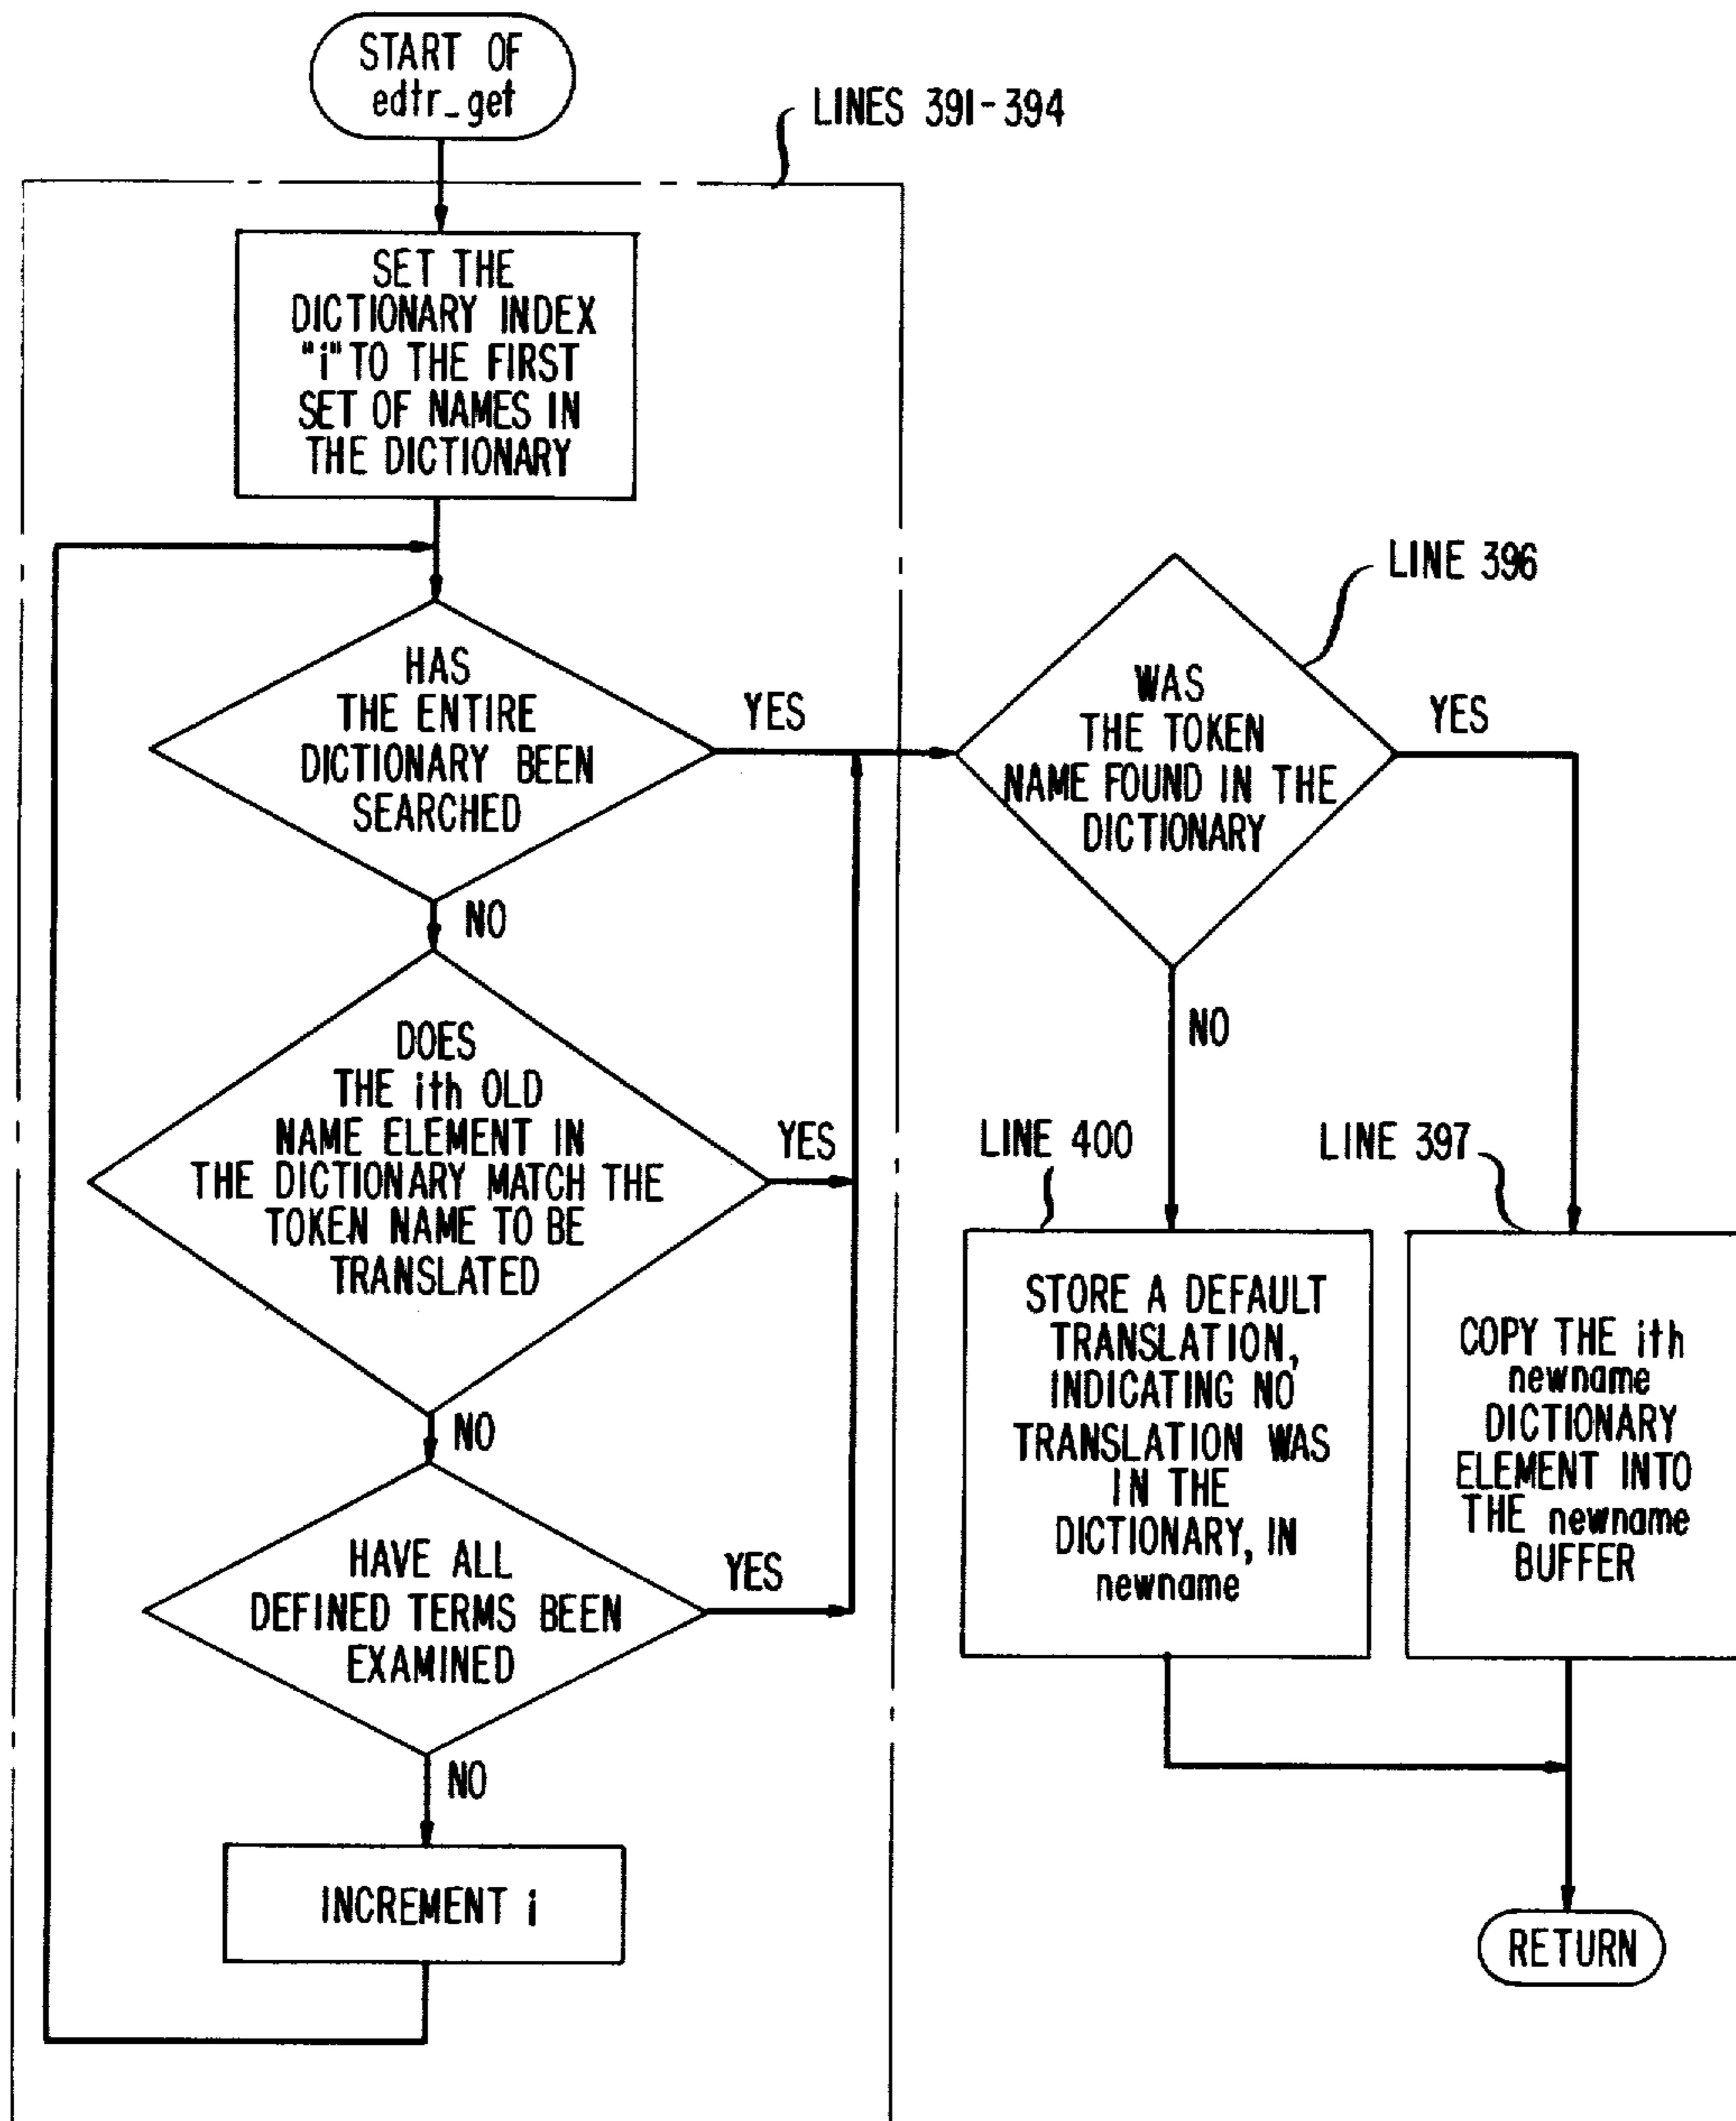 START OF
edtr_get
LINES 391-394
SET THE
DICTIONARY INDEX
"i" TO THE FIRST
SET OF NAMES IN
THE DICTIONARY
HAS
THE ENTIRE
DICTIONARY BEEN
SEARCHED
YES
NO
DOES
THE ith OLD
NAME ELEMENT IN
THE DICTIONARY MATCH THE
TOKEN NAME TO BE
TRANSLATED
YES
NO
HAVE ALL
DEFINED TERMS BEEN
EXAMINED
YES
NO
INCREMENT i
LINE 396
WAS
THE TOKEN
NAME FOUND IN THE
DICTIONARY
YES
NO
LINE 400
STORE A DEFAULT
TRANSLATION,
INDICATING NO
TRANSLATION WAS
IN THE
DICTIONARY, IN
newname
LINE 397
COPY THE ith
newname
DICTIONARY
ELEMENT INTO
THE newname
BUFFER
RETURN